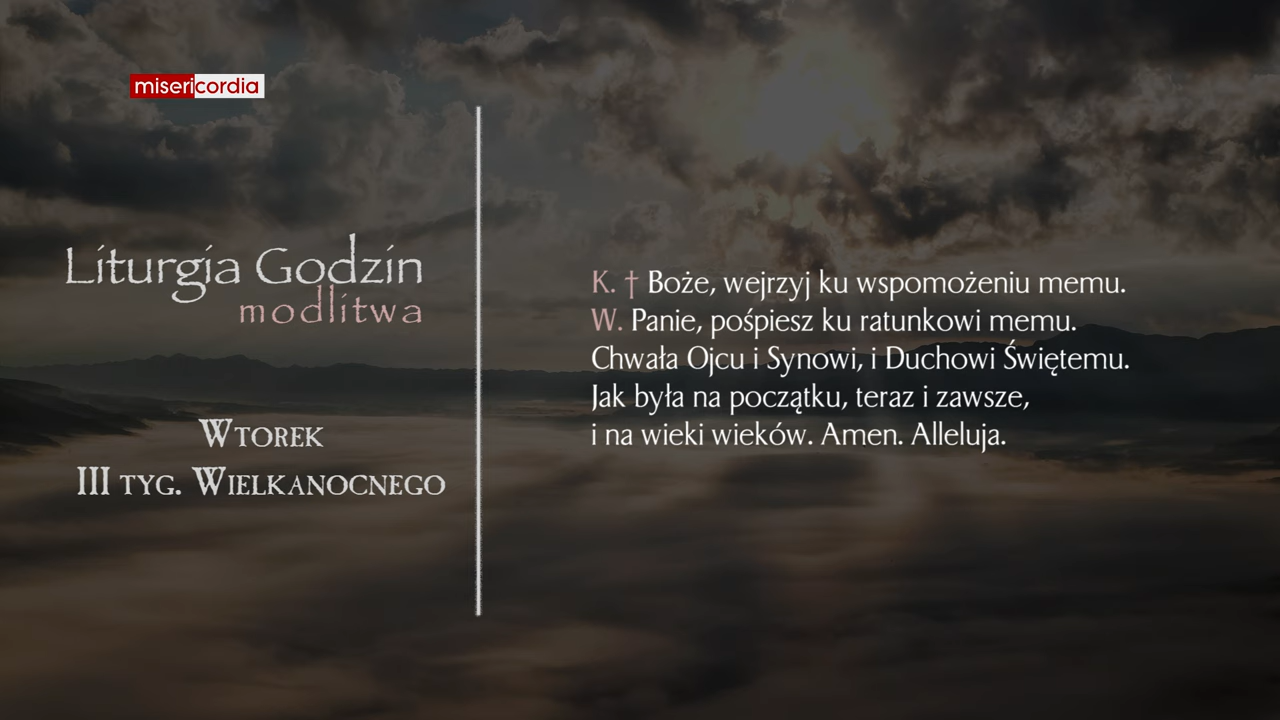 misericordia
Liturgia Godzin
modlitwa
Wtorek
III tyg. Wielkanocnego
K. † Boże, wejrzyj ku wspomożeniu memu.
W. Panie, pośpiesz ku ratunkowi memu.
Chwała Ojcu i Synowi, i Duchowi Świętemu.
Jak była na początku, teraz i zawsze,
i na wieki wieków. Amen. Alleluja.